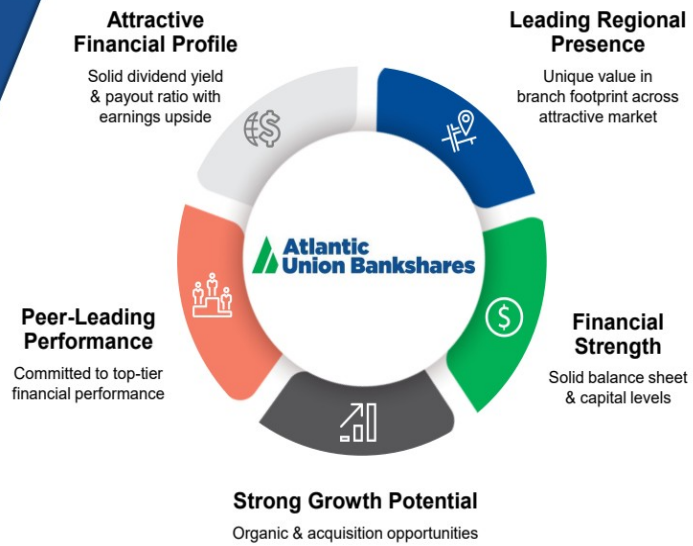 Attractive
Financial Profile
Solid dividend yield
& payout ratio with
earnings upside
Leading Regional
Presence
Unique value in
branch footprint across
attractive market
Atlantic
Union Bankshares
Peer-Leading
Performance
Committed to top-tier
financial performance
Financial
Strength
Solid balance sheet
& capital levels
Strong Growth Potential
Organic & acquisition opportunities